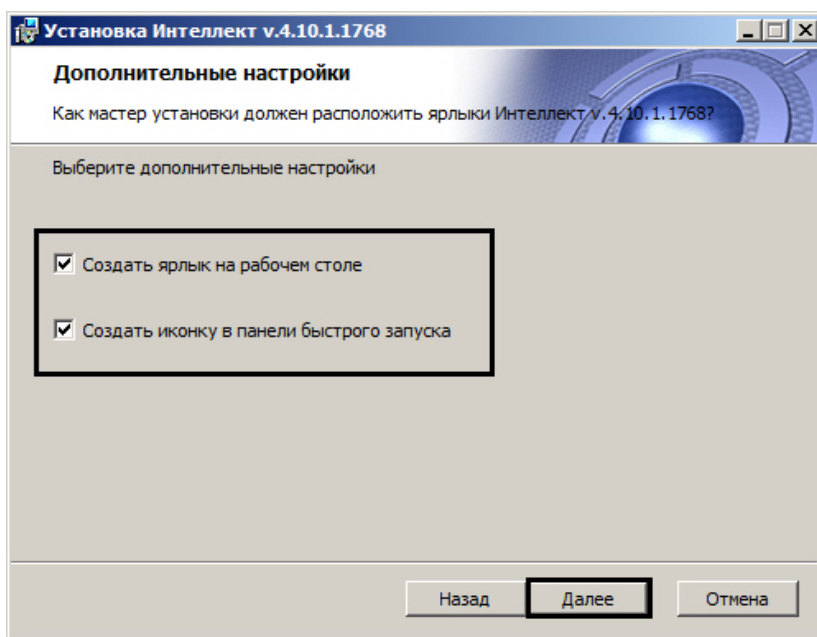 Установка Интеллект v.4.10.1.1768
Дополнительные настройки
Как мастер установки должен расположить ярлыки Интеллект v.4.10.1.1768?
Выберите дополнительные настройки
Создать ярлык на рабочем столе
Создать иконку в панели быстрого запуска
Назад Далее Отмена